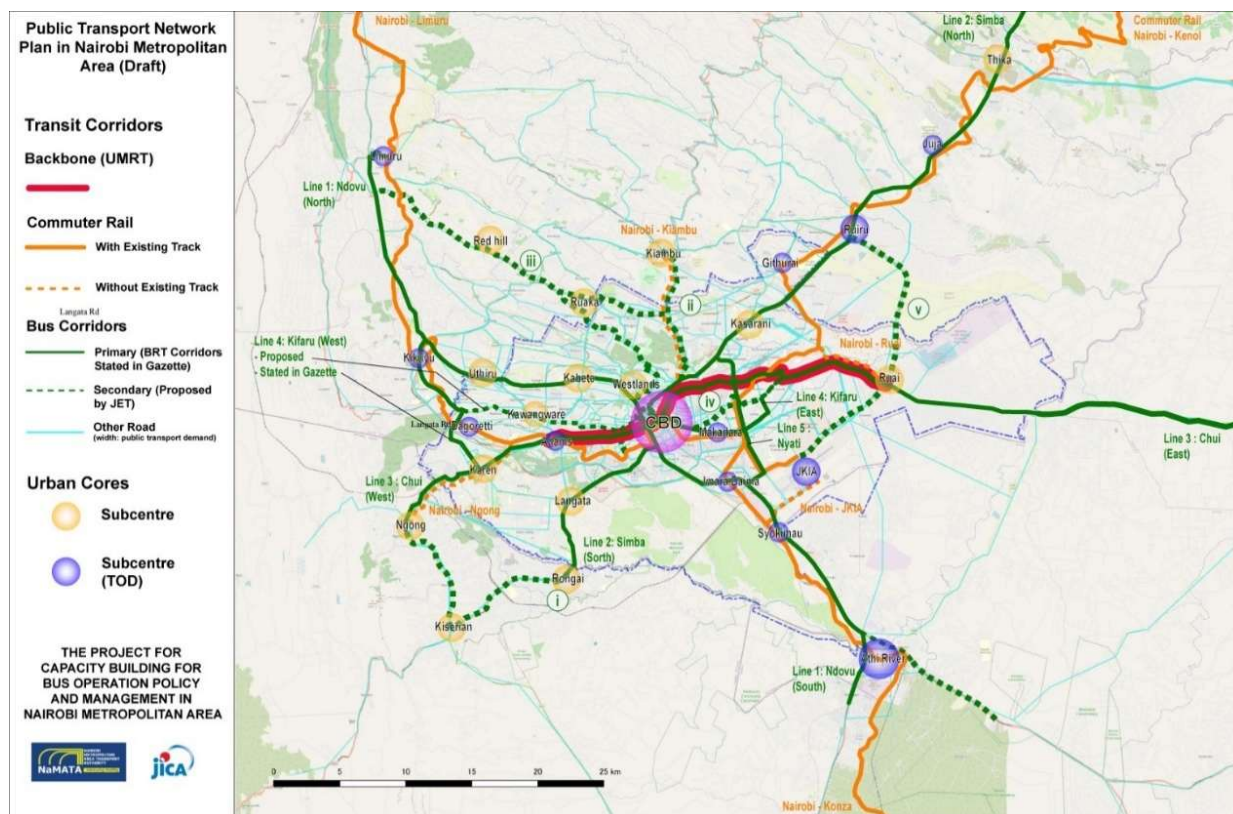 Public Transport Network
Plan in Nairobi Metropolitan
Area (Draft)
Transit Corridors
Backbone (UMRT)
Commuter Rail
With Existing Track
Without Existing Track
Langata Rd
Bus Corridors
Primary (BRT Corridors
Stated in Gazette)
Secondary (Proposed
by JET)
Other Road
(width: public transport demand)
Urban Cores
Subcentre
Subcentre
(TOD)
THE PROJECT FOR
CAPACITY BUILDING FOR
BUS OPERATION POLICY
AND MANAGEMENT IN
NAIROBI METROPOLITAN AREA
NaMATA
jICA
Nairobi - Limuru
Line 2: Simba
(North)
Commuter Rail
Nairobi - Kenol
Thika
Juja
Limuru
Line 1: Ndovu
(North)
Red hill
iii
Nairobi - Kiambu
Kiambu
Ruiru
Githurai
ii
Ruaka
v
Kasarani
Line 4: Kifaru (West)
- Proposed
- Stated in Gazette
Kikuyu
Uthiru
Kabete
Westlands
Nairobi - Ruai
Ruai
Kawangware
iv
Line 4: Kifaru
(East)
Langata Rd
Dagoretti
CBD
Makadara
Line 5 :
Nyati
Line 3 : Chui
(East)
Karen
JKIA
Line 3 : Chui
(West)
Imara Daima
Langata
Nairobi - Ngong
Ngong
Nairobi - JKIA
Syokimau
Line 2: Simba
(Sorth)
Rongai
i
Kiserian
Athi River
Line 1: Ndovu
(South)
0 5 10 15 20 25 km
Nairobi - Konza